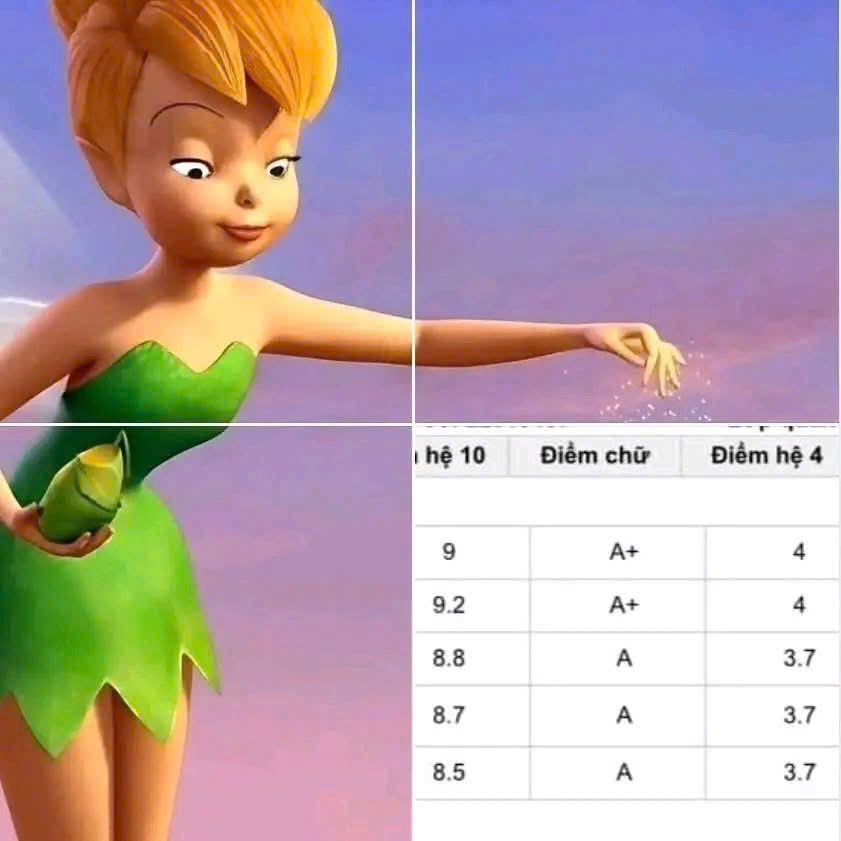 hệ 10 Điểm chữ Điểm hệ 4
9 A+ 4
9.2 A+ 4
8.8 A 3.7
8.7 A 3.7
8.5 A 3.7